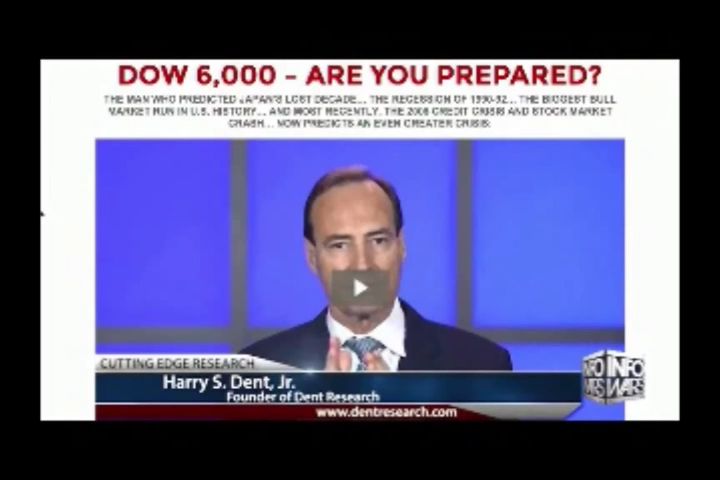 DOW 6,000 – ARE YOU PREPARED?
THE MAN WHO PREDICTED JAPAN'S LOST DECADE... THE RECESSION OF 1990-92... THE BIGGEST BULL
MARKET RUN IN U.S. HISTORY... AND MOST RECENTLY, THE 2008 CREDIT CRISIS AND STOCK MARKET
CRASH... NOW PREDICTS AN EVEN GREATER CRISIS:
CUTTING EDGE RESEARCH
Harry S. Dent, Jr.
Founder of Dent Research
www.dentresearch.com
INFO INFO
WARS WARS